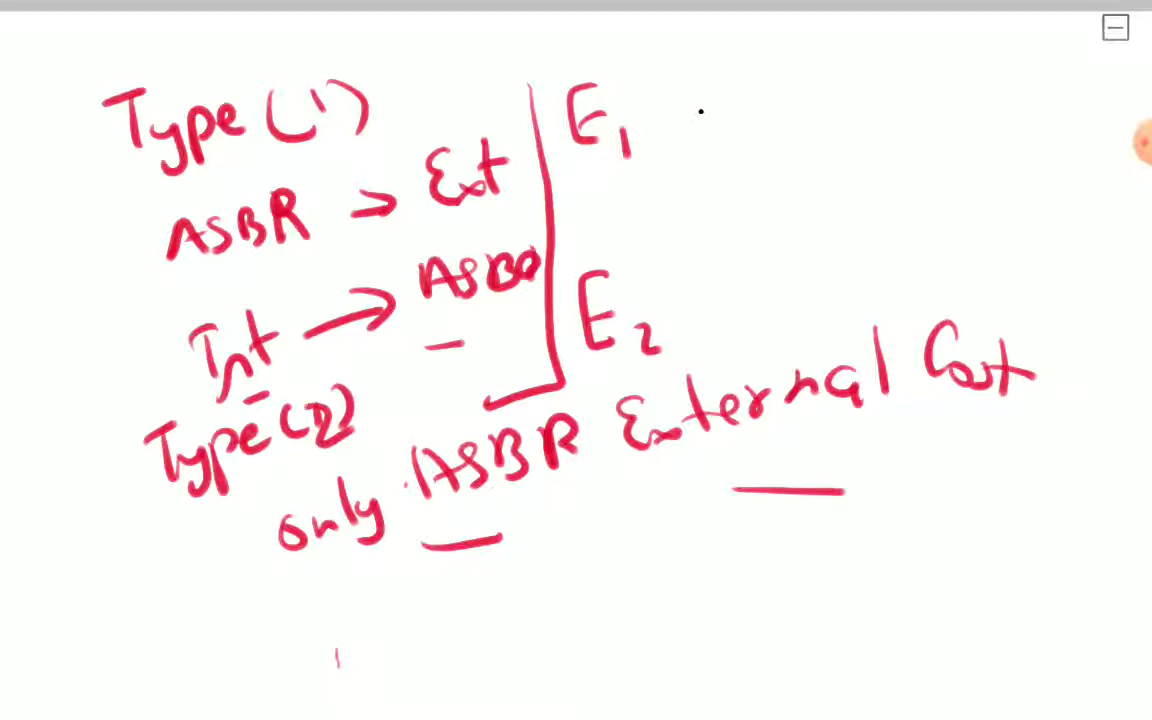 Type (1)
E1
ASBR → Ext
Int → ASBR
E2
Type (2)
only ASBR External Cost